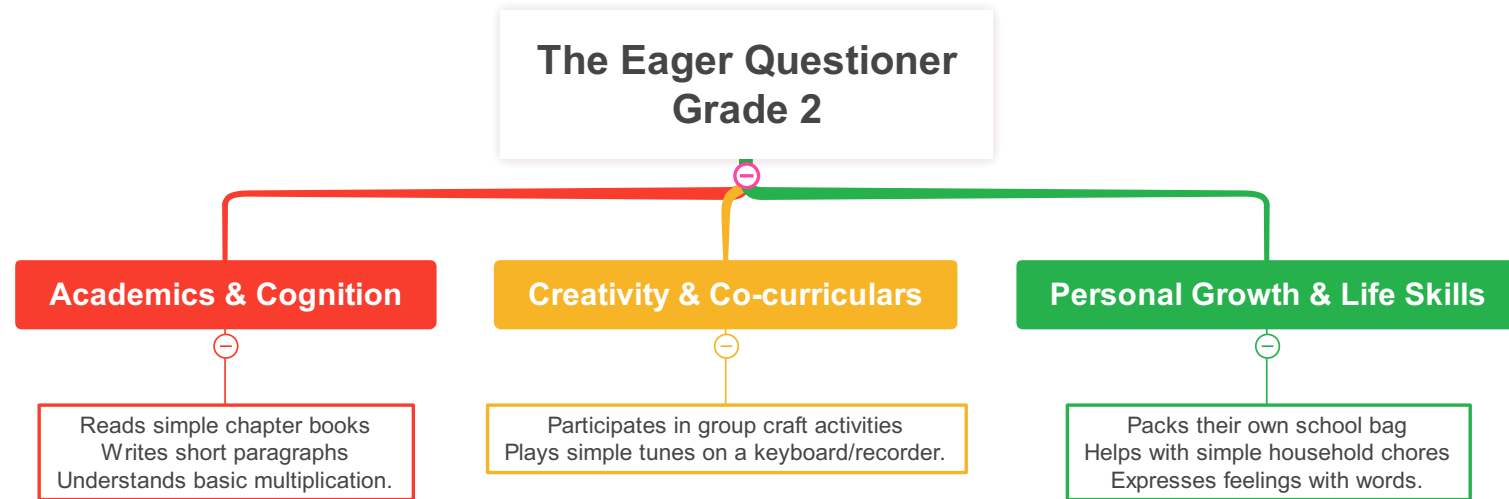 The Eager Questioner
Grade 2
Academics & Cognition
Creativity & Co-curriculars
Personal Growth & Life Skills
Reads simple chapter books
Writes short paragraphs
Understands basic multiplication.
Participates in group craft activities
Plays simple tunes on a keyboard/recorder.
Packs their own school bag
Helps with simple household chores
Expresses feelings with words.